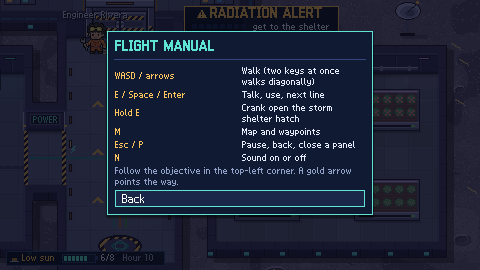 Engineer Rivera
RADIATION ALERT
get to the shelter
FLIGHT MANUAL
WASD / arrows
Walk (two keys at once
walks diagonally)
E / Space / Enter
Talk, use, next line
Hold E
Crank open the storm
shelter hatch
M
Map and waypoints
Esc / P
Pause, back, close a panel
N
Sound on or off
Follow the objective in the top-left corner. A gold arrow
points the way.
Back
POWER
Low sun
6/8
Hour 10